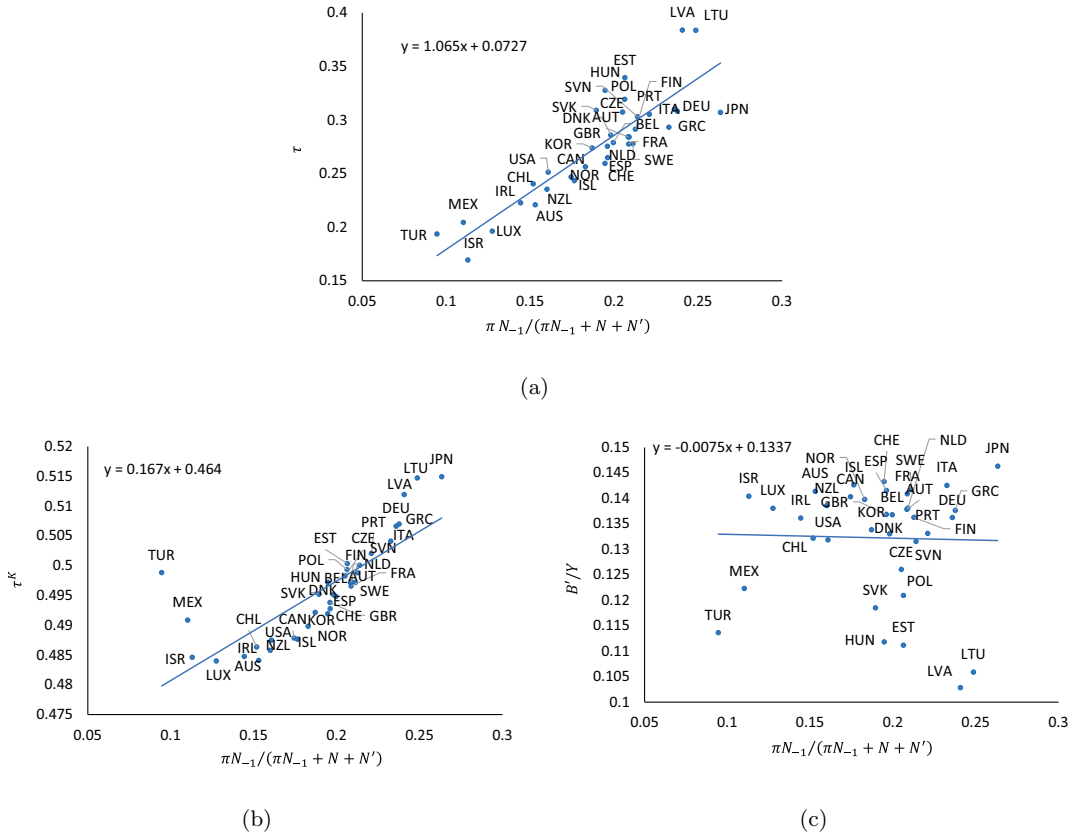 0.4
LVA LTU
y = 1.065x + 0.0727
0.35
EST
HUN
FIN
SVN POL
PRT
SVK CZE
ITA DEU JPN
0.3
DNK AUT
BEL
GRC
τ
GBR
FRA
KOR
NLD
USA CAN
SWE
ESP
0.25
CHL
NOR
CHE
IRL
ISL
NZL
MEX
AUS
0.2
TUR
LUX
ISR
0.15
0.05 0.1 0.15 0.2 0.25 0.3
π N₋₁/(πN₋₁ + N + N′)
(a)
0.52
y = 0.167x + 0.464
JPN
LTU
0.515
LVA
0.51
DEU
PRT GRC
0.505
EST CZE ITA
SVN
TUR
POL FIN
0.5
NLD
τᴷ
HUN BEL AUT FRA
SVK DNK SWE
0.495
MEX
ESP
CHL CAN KOR CHE GBR
0.49
USA
NOR
ISR IRL NZL ISL
0.485
LUX AUS
0.48
0.475
0.05 0.1 0.15 0.2 0.25 0.3
πN₋₁/(πN₋₁ + N + N′)
(b)
0.15
y = -0.0075x + 0.1337
CHE NLD
JPN
NOR
ESP SWE
ISL
0.145
AUS
ITA
ISR
CAN
FRA
NZL
LUX
BEL AUT
0.14
IRL GBR
DEU GRC
KOR
PRT
0.135
USA
DNK
FIN
CHL
0.13
CZE SVN
B′/Y
0.125
MEX
SVK POL
0.12
TUR
0.115
HUN EST
0.11
LTU
LVA
0.105
0.1
0.05 0.1 0.15 0.2 0.25 0.3
πN₋₁/(πN₋₁ + N + N′)
(c)